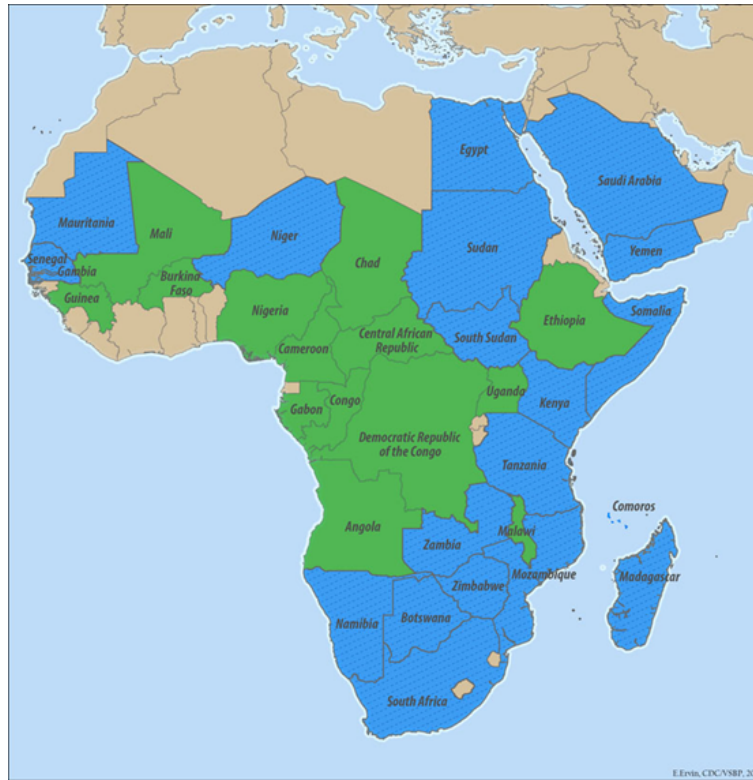 Egypt
Saudi Arabia
Mauritania
Mali
Niger
Chad
Sudan
Yemen
Senegal
Gambia
Burkina
Faso
Guinea
Nigeria
Somalia
Ethiopia
South Sudan
Central African
Republic
Cameroon
Uganda
Kenya
Gabon
Congo
Democratic Republic
of the Congo
Tanzania
Comoros
Angola
Malawi
Zambia
Mozambique
Madagascar
Zimbabwe
Namibia
Botswana
South Africa
E.Ervin, CDC/VSBP,